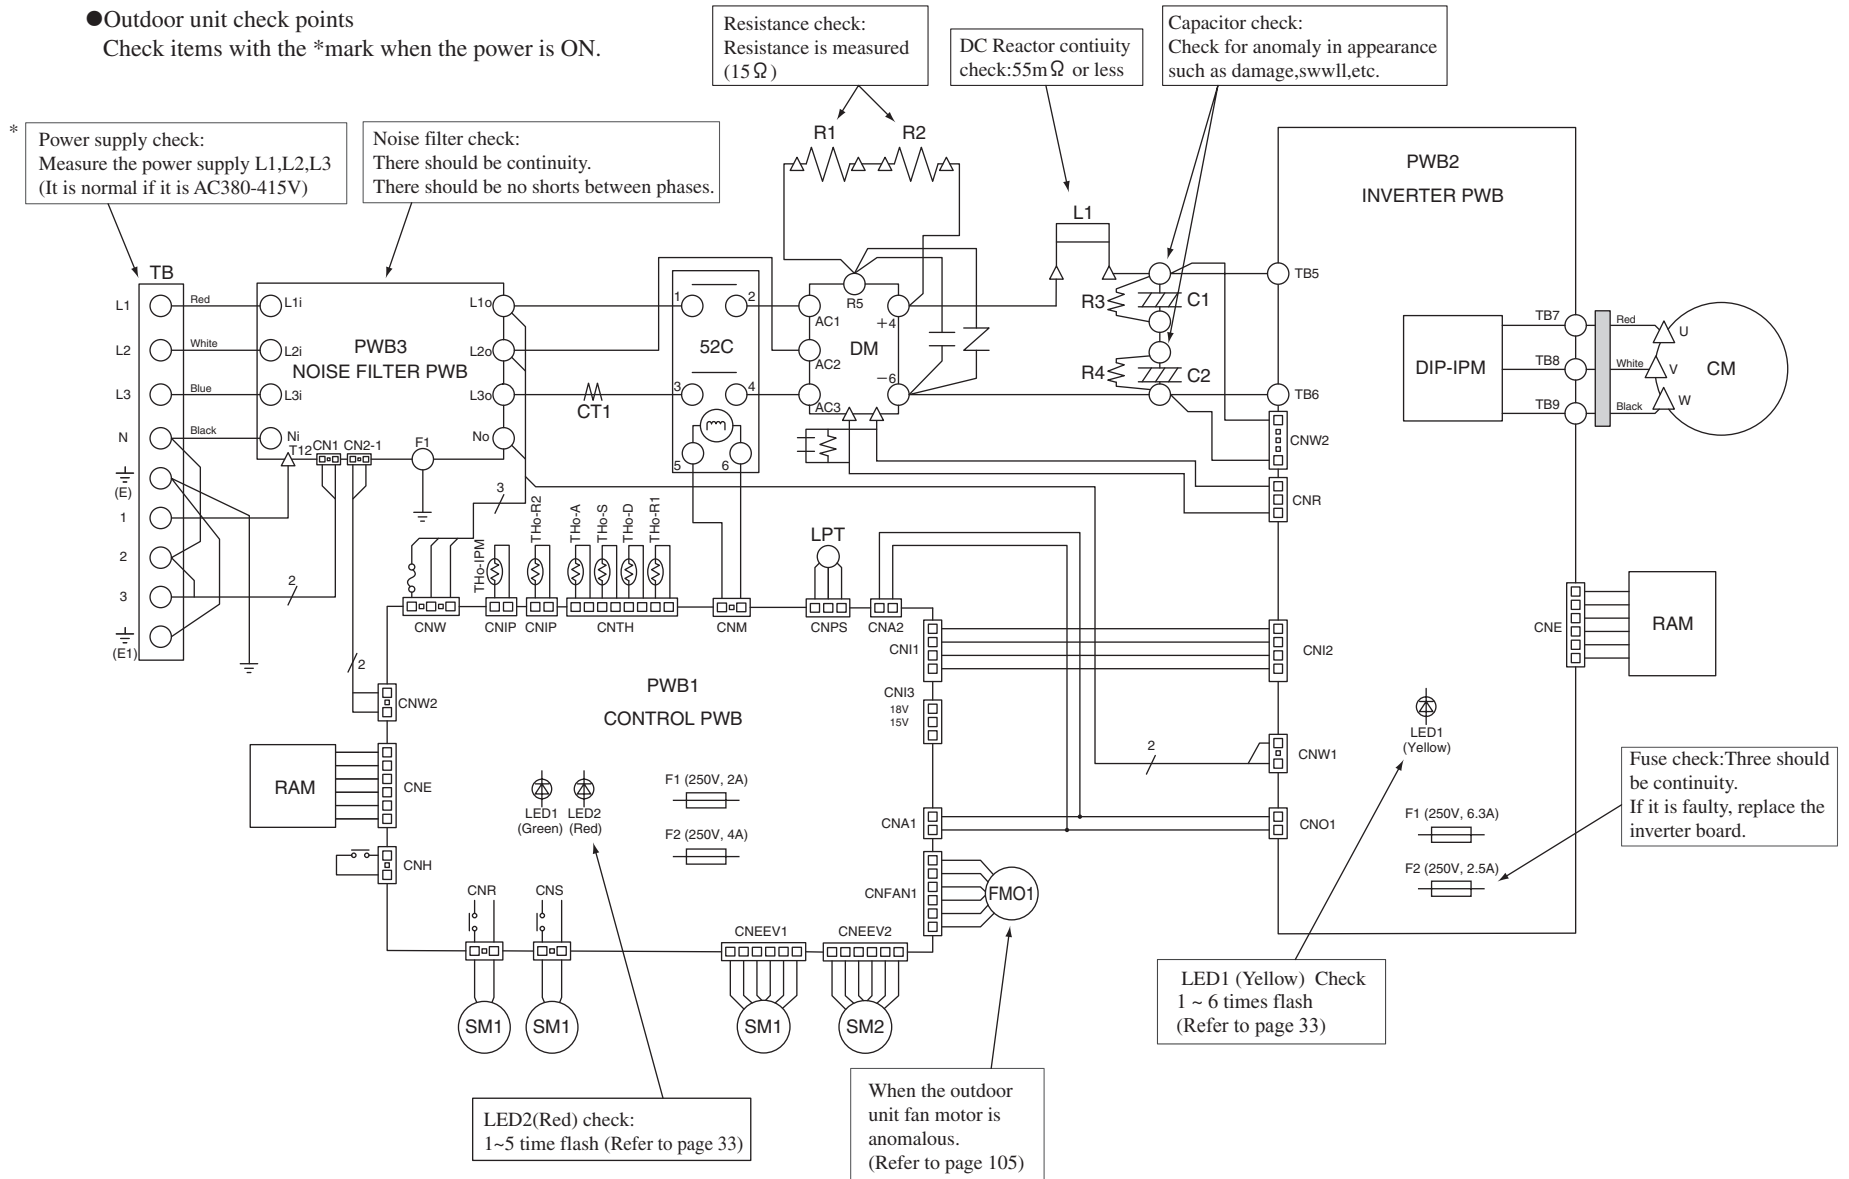 ●Outdoor unit check points
Check items with the *mark when the power is ON.
Resistance check:
Resistance is measured
(15Ω)
DC Reactor contiuity
check:55mΩ or less
Capacitor check:
Check for anomaly in appearance
such as damage,swwll,etc.
*
Power supply check:
Measure the power supply L1,L2,L3
(It is normal if it is AC380-415V)
Noise filter check:
There should be continuity.
There should be no shorts between phases.
R1
R2
L1
PWB2
INVERTER PWB
TB
L1
L2
L3
N
(E)
1
2
3
(E1)
Red
White
Blue
Black
L1i
L2i
L3i
Ni
PWB3
NOISE FILTER PWB
L1o
L2o
L3o
No
T12
CN1
CN2-1
F1
CT1
52C
1
2
3
4
5
6
AC1
AC2
AC3
R5
DM
+4
−6
R3
C1
R4
C2
TB5
TB6
CNW2
CNR
DIP-IPM
TB7
TB8
TB9
Red
White
Black
U
V
W
CM
3
2
2
THo-IPM
THo-R2
THo-A
THo-S
THo-D
THo-R1
LPT
CNW
CNIP
CNIP
CNTH
CNM
CNPS
CNA2
CNI1
CNI2
CNE
RAM
PWB1
CONTROL PWB
CNW2
CNI3
18V
15V
RAM
CNE
LED1
(Green)
LED2
(Red)
F1 (250V, 2A)
F2 (250V, 4A)
CNH
CNA1
CNFAN1
FMO1
2
CNW1
CNO1
LED1
(Yellow)
F1 (250V, 6.3A)
F2 (250V, 2.5A)
Fuse check:Three should
be continuity.
If it is faulty, replace the
inverter board.
CNR
CNS
CNEEV1
CNEEV2
SM1
SM1
SM1
SM2
LED1 (Yellow) Check
1 ~ 6 times flash
(Refer to page 33)
LED2(Red) check:
1~5 time flash (Refer to page 33)
When the outdoor
unit fan motor is
anomalous.
(Refer to page 105)